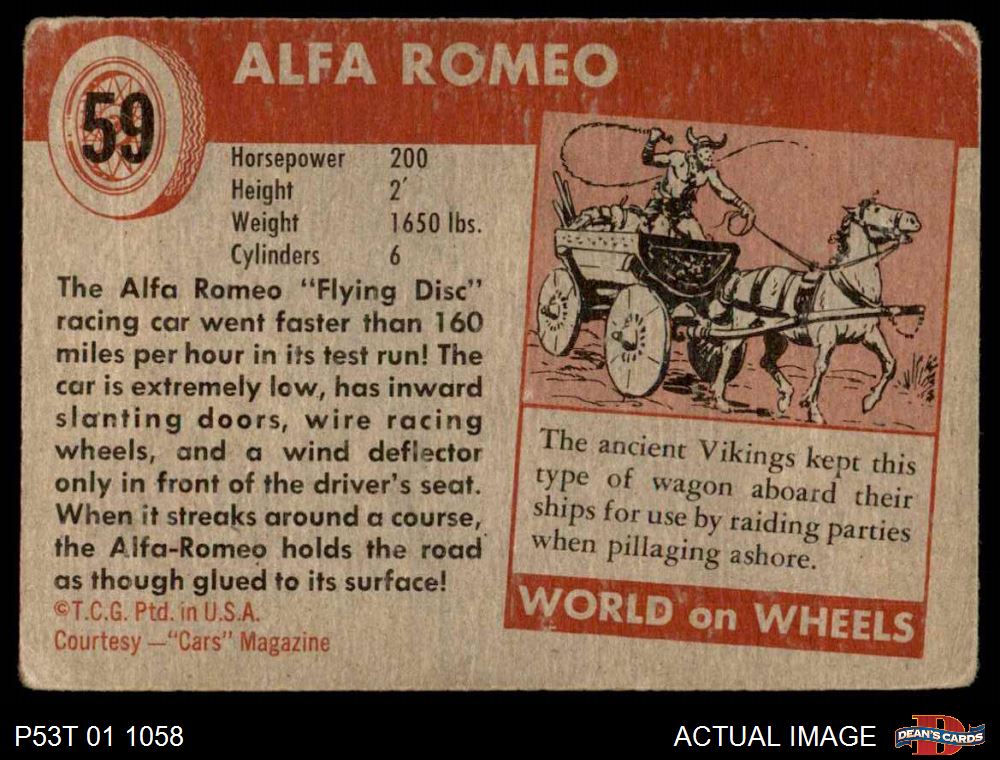 59
ALFA ROMEO
Horsepower 200
Height 2′
Weight 1650 lbs.
Cylinders 6
The Alfa Romeo “Flying Disc”
racing car went faster than 160
miles per hour in its test run! The
car is extremely low, has inward
slanting doors, wire racing
wheels, and a wind deflector
only in front of the driver’s seat.
When it streaks around a course,
the Alfa-Romeo holds the road
as though glued to its surface!
©T.C.G. Ptd. in U.S.A.
Courtesy —“Cars” Magazine
The ancient Vikings kept this
type of wagon aboard their
ships for use by raiding parties
when pillaging ashore.
WORLD on WHEELS
P53T 01 1058
ACTUAL IMAGE
D
DEAN'S CARDS